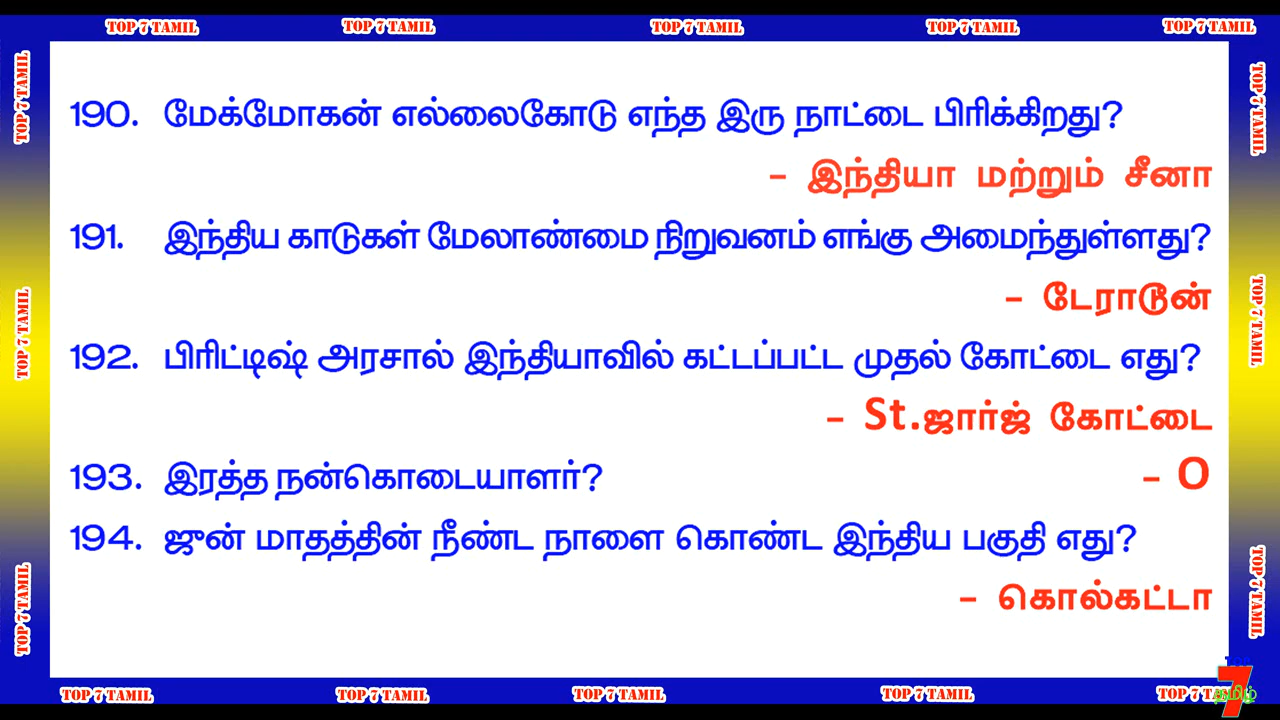 TOP 7 TAMIL TOP 7 TAMIL TOP 7 TAMIL TOP 7 TAMIL TOP 7 TAMIL
TOP 7 TAMIL
TOP 7 TAMIL
TOP 7 TAMIL
190. மேக்மோகன் எல்லைகோடு எந்த இரு நாட்டை பிரிக்கிறது?
– இந்தியா மற்றும் சீனா
191. இந்திய காடுகள் மேலாண்மை நிறுவனம் எங்கு அமைந்துள்ளது?
– டேராடூன்
192. பிரிட்டிஷ் அரசால் இந்தியாவில் கட்டப்பட்ட முதல் கோட்டை எது?
– St.ஜார்ஜ் கோட்டை
193. இரத்த நன்கொடையாளர்? – O
194. ஜுன் மாதத்தின் நீண்ட நாளை கொண்ட இந்திய பகுதி எது?
– கொல்கட்டா
TOP 7 TAMIL
TOP 7 TAMIL
TOP 7 TAMIL
TOP 7 TAMIL TOP 7 TAMIL TOP 7 TAMIL TOP 7 TAMIL TOP 7
TOP
7
தமிழ்